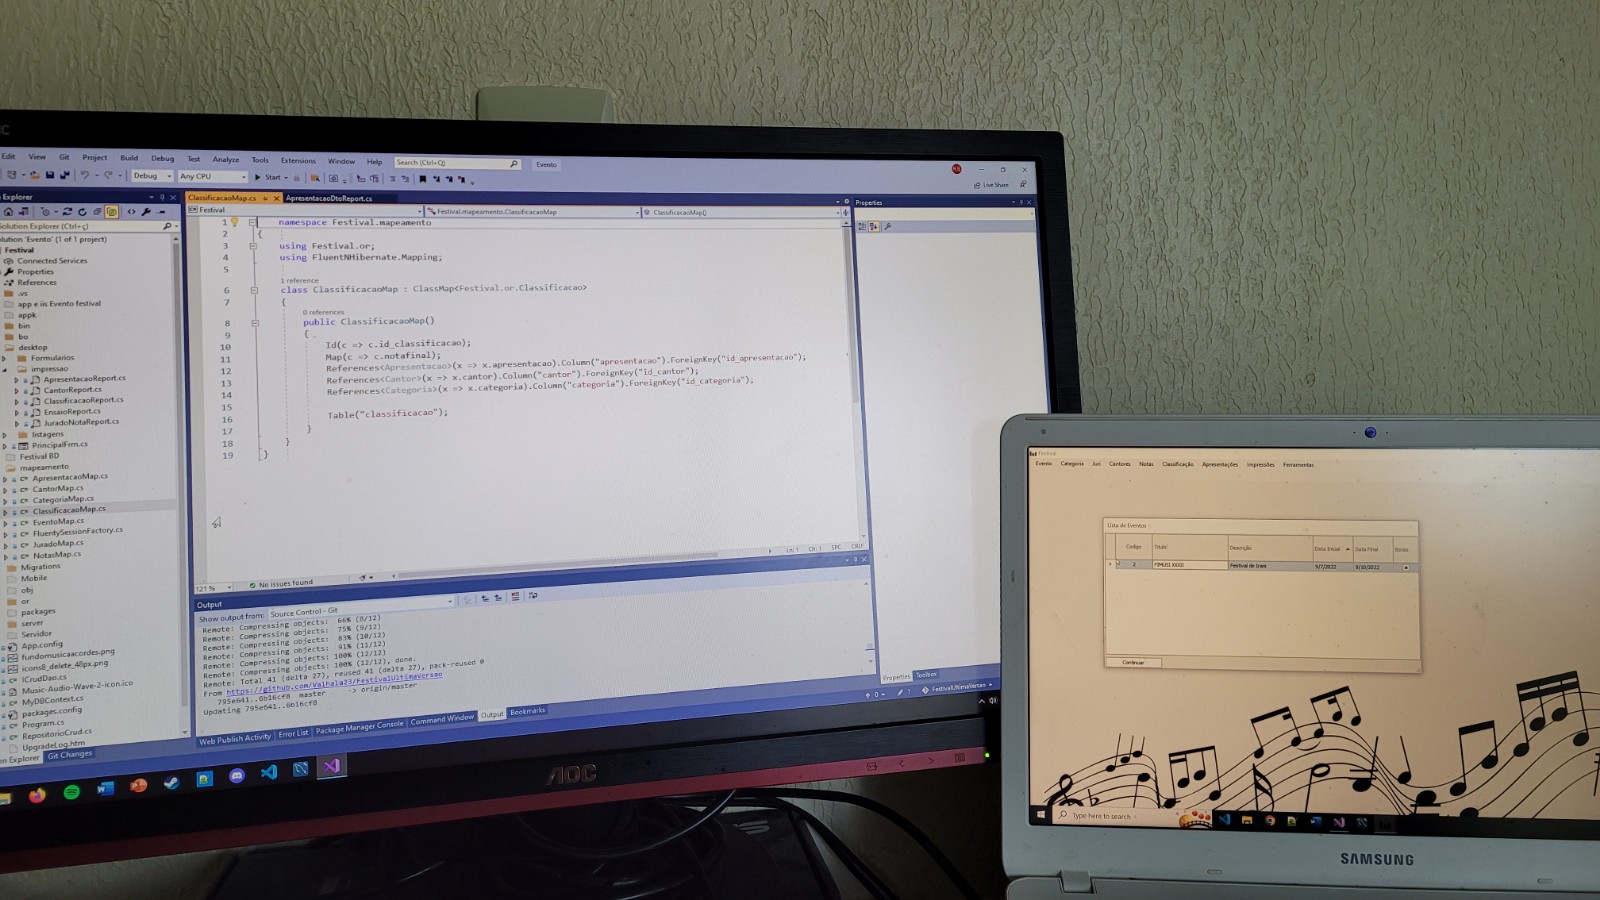 Edit View Git Project Build Debug Test Analyze Tools Extensions Window Help Search (Ctrl+Q) Evento
Debug Any CPU Start Live Share
Explorer
Solution Explorer (Ctrl+ç)
olution 'Evento' (1 of 1 project)
Festival
Connected Services
Properties
References
.vs
app e iis Evento festival
appk
bin
bo
desktop
Formularios
impressao
ApresentacaoReport.cs
CantorReport.cs
ClassificacaoReport.cs
EnsaioReport.cs
JuradoNotaReport.cs
listagens
PrincipalFrm.cs
Festival BD
mapeamento
ApresentacaoMap.cs
CantorMap.cs
CategoriaMap.cs
ClassificacaoMap.cs
EventoMap.cs
FluentySessionFactory.cs
JuradoMap.cs
NotasMap.cs
Migrations
Mobile
obj
or
packages
server
Servidor
App.config
fundomusicaacordes.png
icons8_delete_48px.png
ICrudDao.cs
Music-Audio-Wave-2-icon.ico
MyDBContext.cs
packages.config
Program.cs
RepositorioCrud.cs
UpgradeLog.htm
on Explorer Git Changes
ClassificacaoMap.cs ApresentacaoDtoReport.cs
Festival Festival.mapeamento.ClassificacaoMap ClassificacaoMap()
1 namespace Festival.mapeamento
2 {
3 using Festival.or;
4 using FluentNHibernate.Mapping;
5
1 reference
6 class ClassificacaoMap : ClassMap<Festival.or.Classificacao>
7 {
0 references
8 public ClassificacaoMap()
9 {
10 Id(c => c.id_classificacao);
11 Map(c => c.notafinal);
12 References<Apresentacao>(x => x.apresentacao).Column("apresentacao").ForeignKey("id_apresentacao");
13 References<Cantor>(x => x.cantor).Column("cantor").ForeignKey("id_cantor");
14 References<Categoria>(x => x.categoria).Column("categoria").ForeignKey("id_categoria");
15
16 Table("classificacao");
17 }
18 }
19 }
121 % No issues found Ln: 1 Ch: 1 SPC CRLF
Output
Show output from: Source Control - Git
Remote: Compressing objects: 66% (8/12)
Remote: Compressing objects: 75% (9/12)
Remote: Compressing objects: 83% (10/12)
Remote: Compressing objects: 91% (11/12)
Remote: Compressing objects: 100% (12/12)
Remote: Compressing objects: 100% (12/12), done.
Remote: Total 41 (delta 27), reused 41 (delta 27), pack-reused 0
From https://github.com/Valhala23/FestivalUltimaVersao
795e641..6b16cf8 master -> origin/master
Updating 795e641..6b16cf8
Web Publish Activity Error List Package Manager Console Command Window Output Bookmarks
Properties
Properties Toolbox
FestivalUltimaVersao
AOC
Festival
Evento Categoria Juri Cantores Notas Classificação Apresentações Impressões Ferramentas
Lista de Eventos
Código Título Descrição Data Inicial Data Final
2 FIMUSI XXXII Festival de Irani 9/7/2022 9/10/2022
Continuar
Type here to search
SAMSUNG